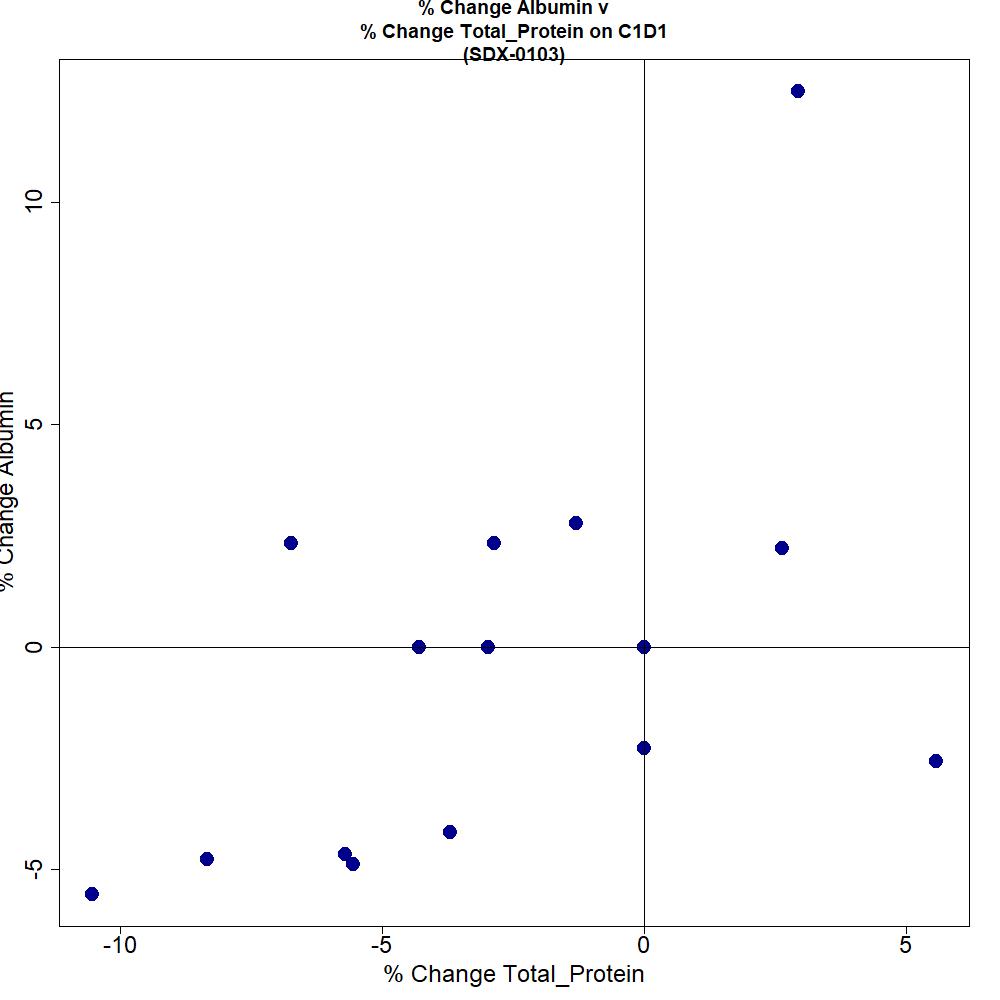 % Change Albumin v
% Change Total_Protein on C1D1
(SDX-0103)
% Change Albumin
10
5
0
-5
-10
-5
0
5
% Change Total_Protein